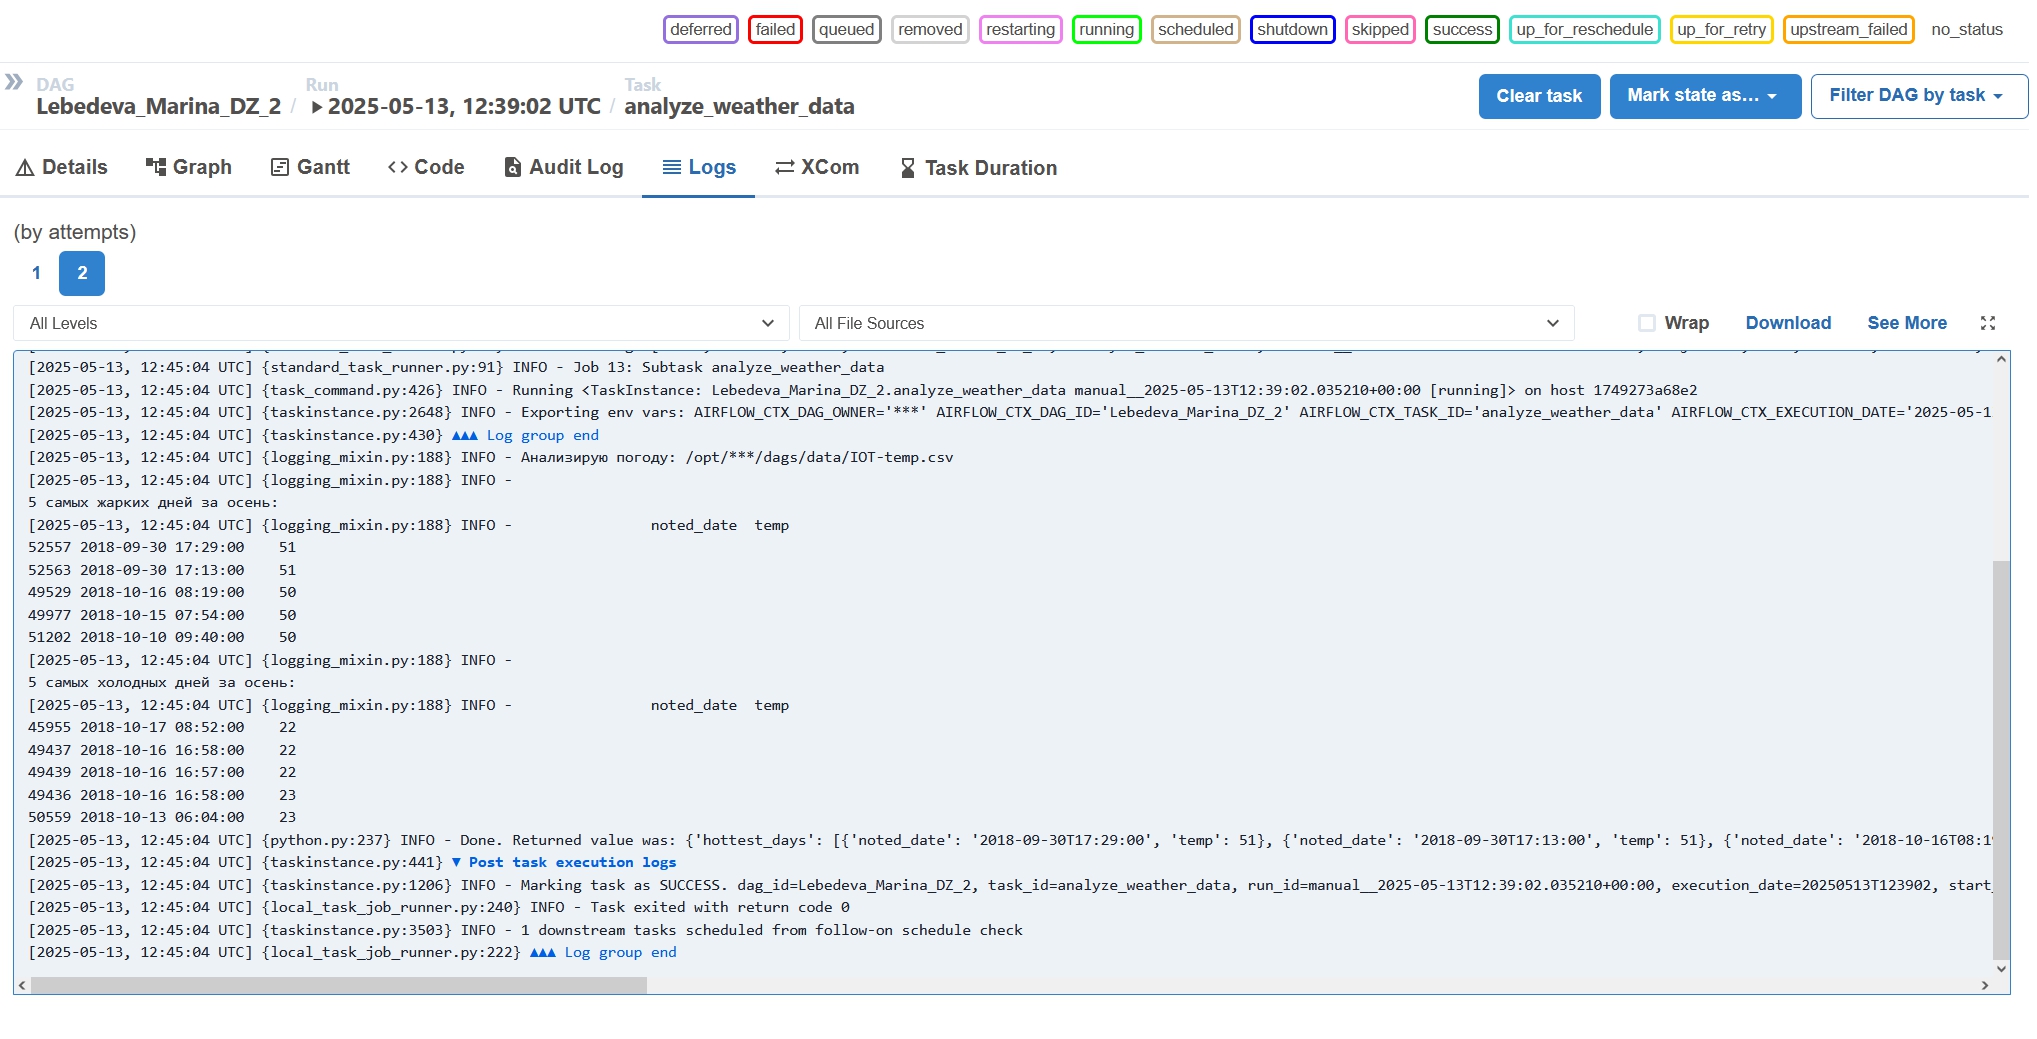 deferred failed queued removed restarting running scheduled shutdown skipped success up_for_reschedule up_for_retry upstream_failed no_status
DAG Run Task
Lebedeva_Marina_DZ_2 / 2025-05-13, 12:39:02 UTC / analyze_weather_data
Clear task Mark state as… Filter DAG by task
Details Graph Gantt Code Audit Log Logs XCom Task Duration
(by attempts)
1 2
All Levels All File Sources Wrap Download See More
[2025-05-13, 12:45:04 UTC] {standard_task_runner.py:91} INFO - Job 13: Subtask analyze_weather_data
[2025-05-13, 12:45:04 UTC] {task_command.py:426} INFO - Running <TaskInstance: Lebedeva_Marina_DZ_2.analyze_weather_data manual__2025-05-13T12:39:02.035210+00:00 [running]> on host 1749273a68e2
[2025-05-13, 12:45:04 UTC] {taskinstance.py:2648} INFO - Exporting env vars: AIRFLOW_CTX_DAG_OWNER='***' AIRFLOW_CTX_DAG_ID='Lebedeva_Marina_DZ_2' AIRFLOW_CTX_TASK_ID='analyze_weather_data' AIRFLOW_CTX_EXECUTION_DATE='2025-05-1
[2025-05-13, 12:45:04 UTC] {taskinstance.py:430} ▲▲▲ Log group end
[2025-05-13, 12:45:04 UTC] {logging_mixin.py:188} INFO - Анализирую погоду: /opt/***/dags/data/IOT-temp.csv
[2025-05-13, 12:45:04 UTC] {logging_mixin.py:188} INFO -
5 самых жарких дней за осень:
[2025-05-13, 12:45:04 UTC] {logging_mixin.py:188} INFO - noted_date temp
52557 2018-09-30 17:29:00 51
52563 2018-09-30 17:13:00 51
49529 2018-10-16 08:19:00 50
49977 2018-10-15 07:54:00 50
51202 2018-10-10 09:40:00 50
[2025-05-13, 12:45:04 UTC] {logging_mixin.py:188} INFO -
5 самых холодных дней за осень:
[2025-05-13, 12:45:04 UTC] {logging_mixin.py:188} INFO - noted_date temp
45955 2018-10-17 08:52:00 22
49437 2018-10-16 16:58:00 22
49439 2018-10-16 16:57:00 22
49436 2018-10-16 16:58:00 23
50559 2018-10-13 06:04:00 23
[2025-05-13, 12:45:04 UTC] {python.py:237} INFO - Done. Returned value was: {'hottest_days': [{'noted_date': '2018-09-30T17:29:00', 'temp': 51}, {'noted_date': '2018-09-30T17:13:00', 'temp': 51}, {'noted_date': '2018-10-16T08:1
[2025-05-13, 12:45:04 UTC] {taskinstance.py:441} ▼ Post task execution logs
[2025-05-13, 12:45:04 UTC] {taskinstance.py:1206} INFO - Marking task as SUCCESS. dag_id=Lebedeva_Marina_DZ_2, task_id=analyze_weather_data, run_id=manual__2025-05-13T12:39:02.035210+00:00, execution_date=20250513T123902, start_
[2025-05-13, 12:45:04 UTC] {local_task_job_runner.py:240} INFO - Task exited with return code 0
[2025-05-13, 12:45:04 UTC] {taskinstance.py:3503} INFO - 1 downstream tasks scheduled from follow-on schedule check
[2025-05-13, 12:45:04 UTC] {local_task_job_runner.py:222} ▲▲▲ Log group end